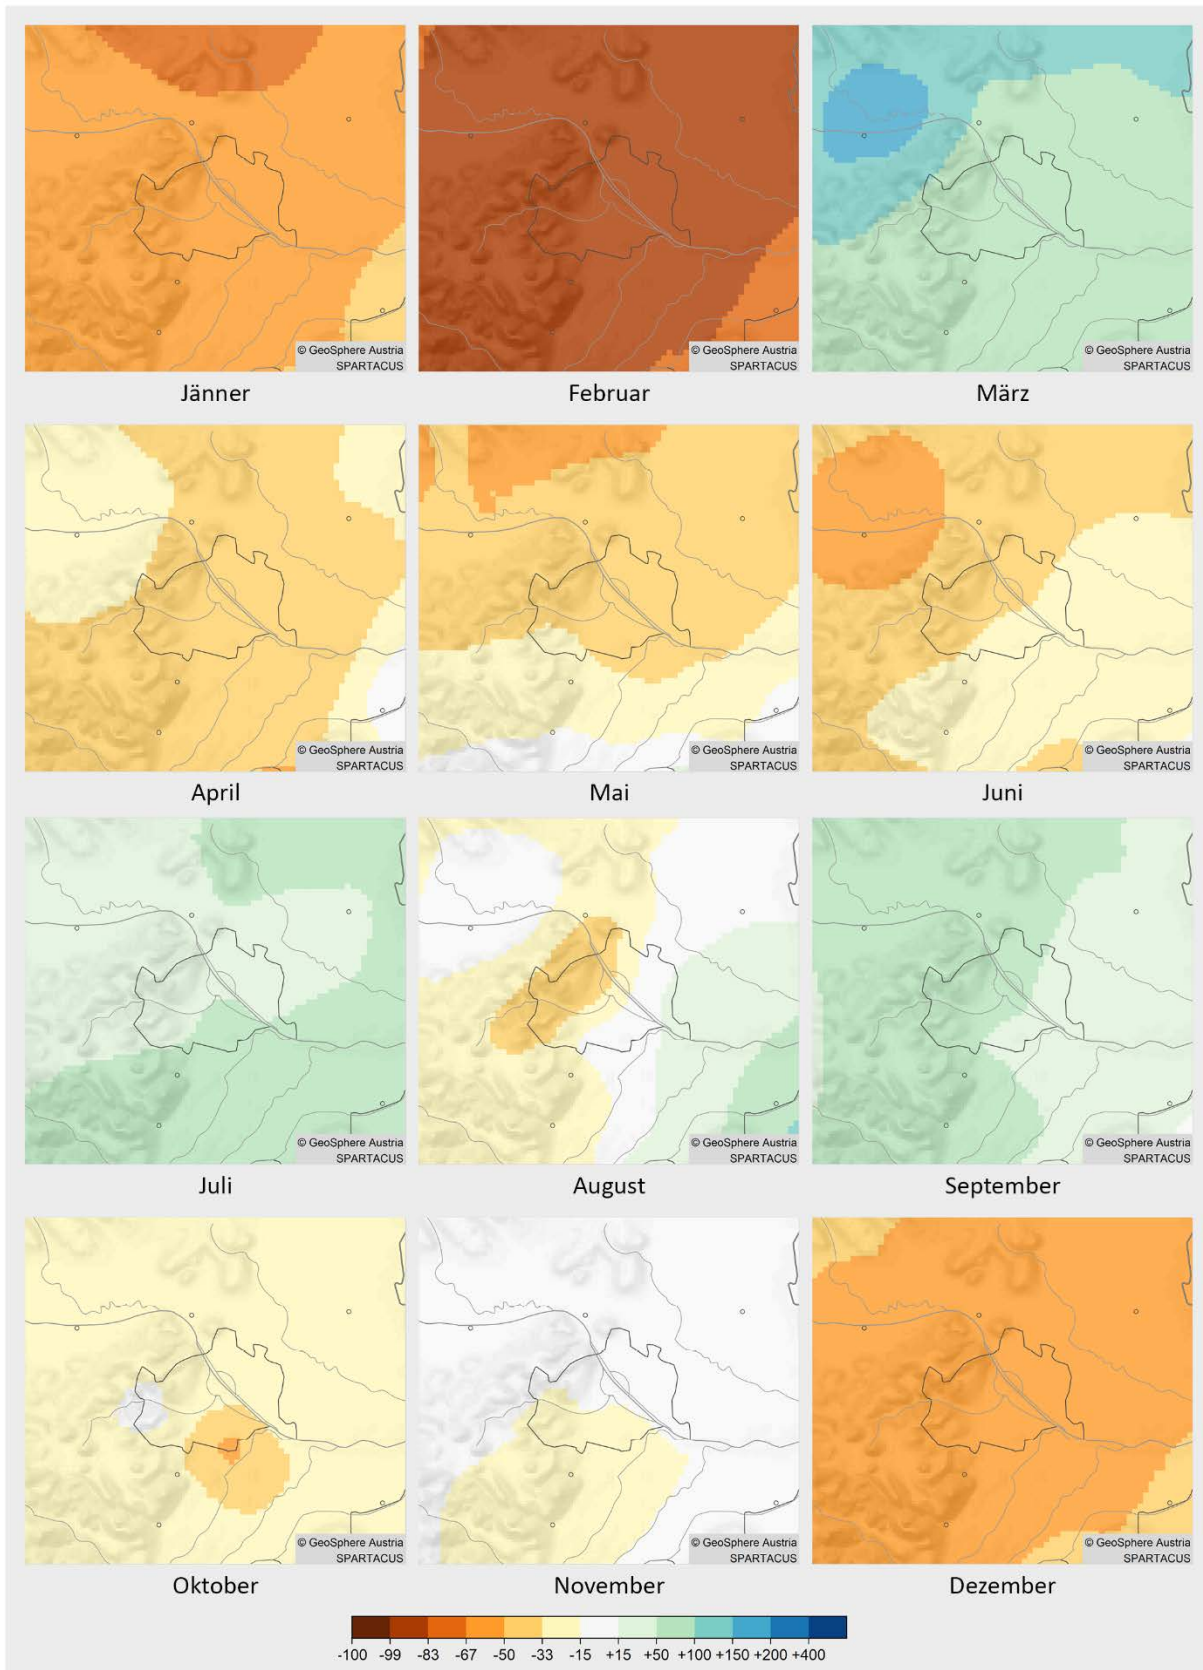 © GeoSphere Austria
SPARTACUS
© GeoSphere Austria
SPARTACUS
© GeoSphere Austria
SPARTACUS
Jänner
Februar
März
© GeoSphere Austria
SPARTACUS
© GeoSphere Austria
SPARTACUS
© GeoSphere Austria
SPARTACUS
April
Mai
Juni
© GeoSphere Austria
SPARTACUS
© GeoSphere Austria
SPARTACUS
© GeoSphere Austria
SPARTACUS
Juli
August
September
© GeoSphere Austria
SPARTACUS
© GeoSphere Austria
SPARTACUS
© GeoSphere Austria
SPARTACUS
Oktober
November
Dezember
-100 -99 -83 -67 -50 -33 -15 +15 +50 +100 +150 +200 +400